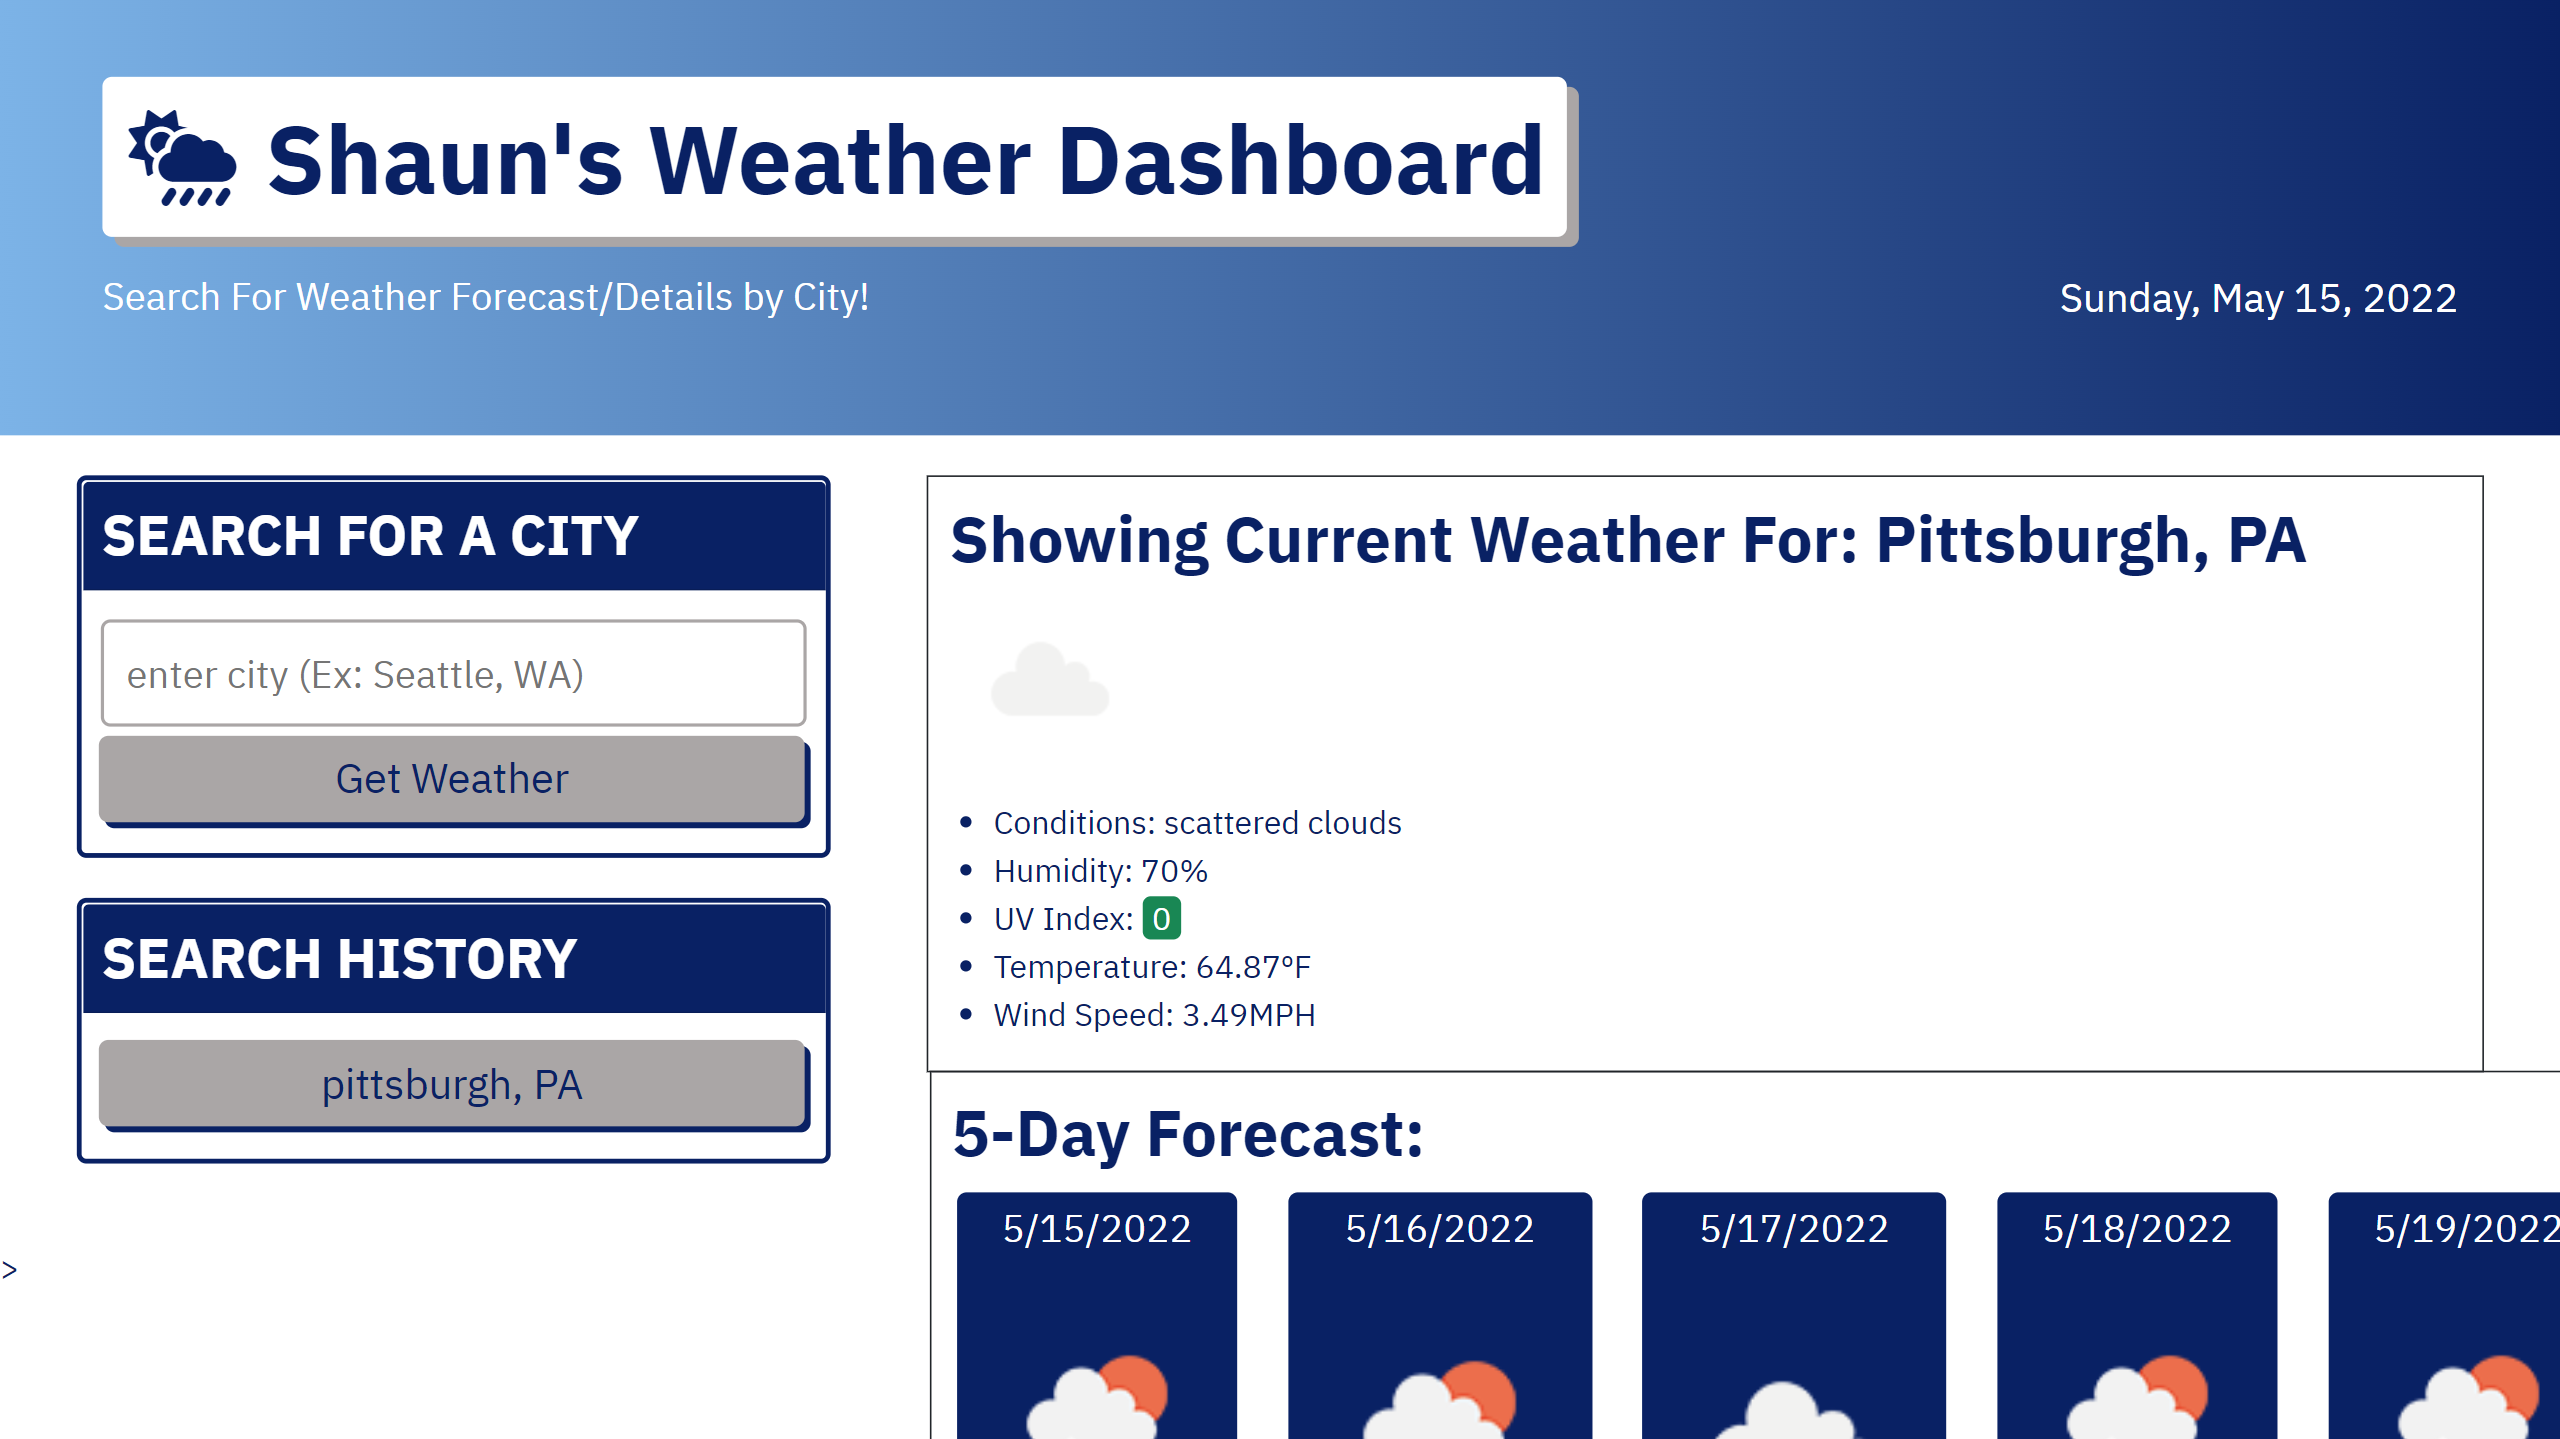 Shaun's Weather Dashboard
Search For Weather Forecast/Details by City!
Sunday, May 15, 2022
SEARCH FOR A CITY
enter city (Ex: Seattle, WA)
Get Weather
SEARCH HISTORY
pittsburgh, PA
>
Showing Current Weather For: Pittsburgh, PA
Conditions: scattered clouds
Humidity: 70%
UV Index: 0
Temperature: 64.87°F
Wind Speed: 3.49MPH
5-Day Forecast:
5/15/2022
5/16/2022
5/17/2022
5/18/2022
5/19/2022